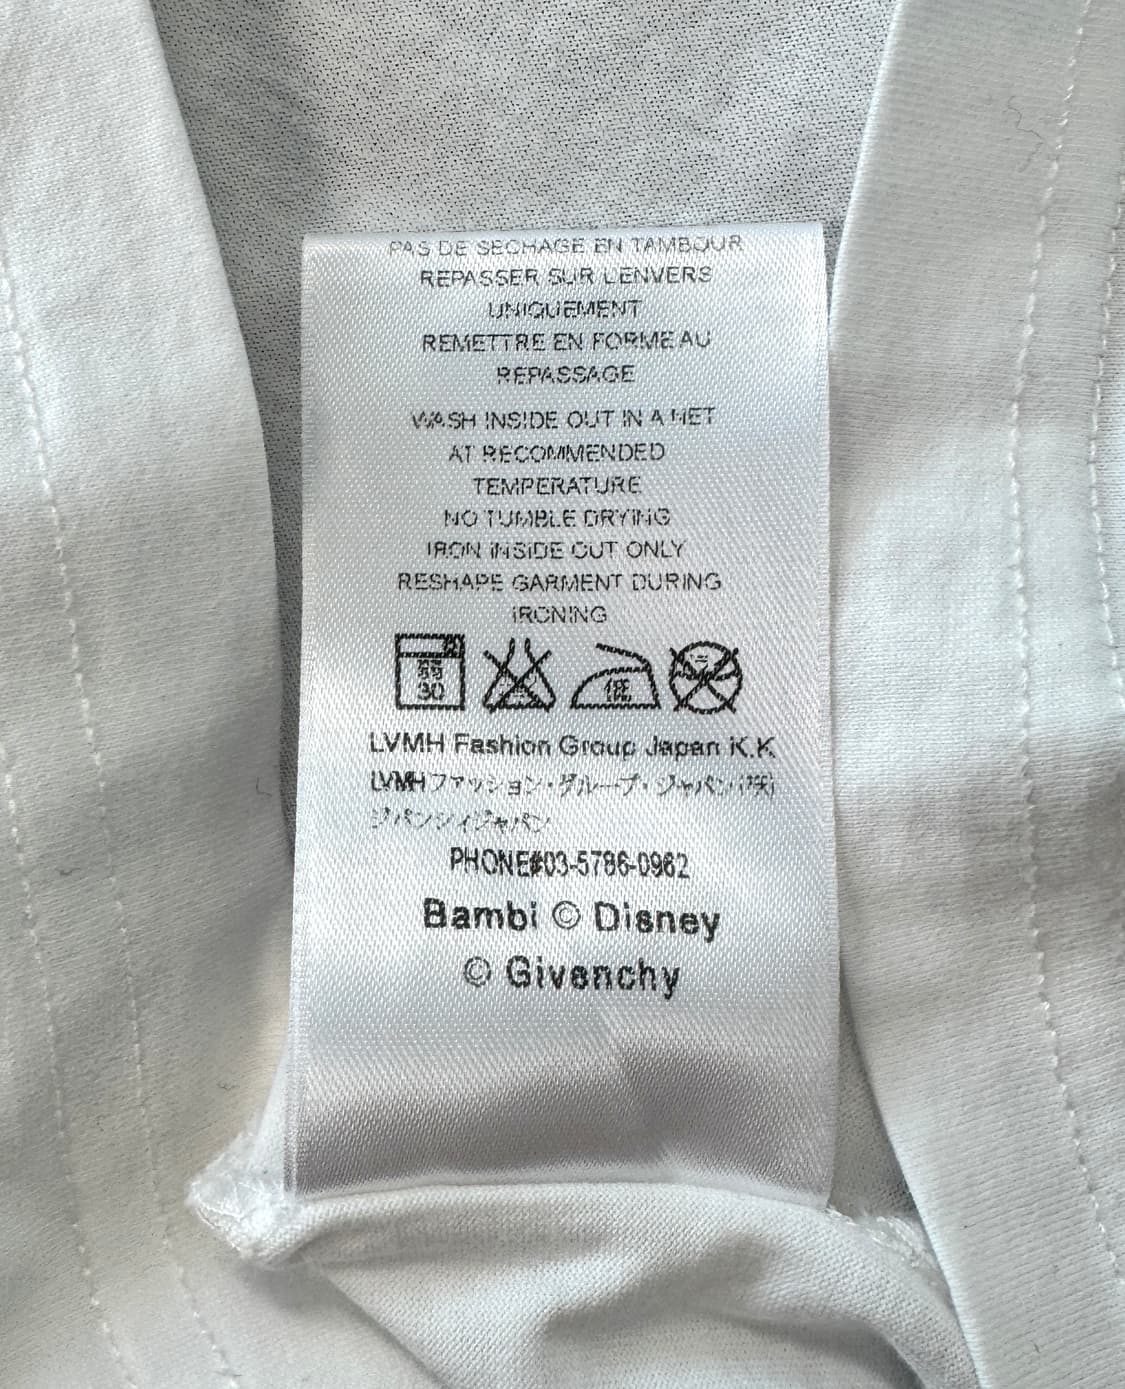 PAS DE SECHAGE EN TAMBOUR
REPASSER SUR L'ENVERS
UNIQUEMENT
REMETTRE EN FORME AU
REPASSAGE
WASH INSIDE OUT IN A NET
AT RECOMMENDED
TEMPERATURE
NO TUMBLE DRYING
IRON INSIDE OUT ONLY
RESHAPE GARMENT DURING
IRONING
30 低
LVMH Fashion Group Japan K.K
LVMHファッション・グループ・ジャパン(株)
ジバンシィジャパン
PHONE#03-5786-0962
Bambi © Disney
© Givenchy